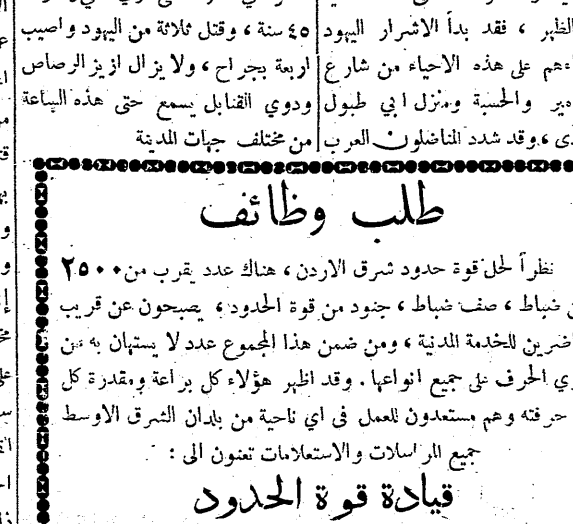 الظهر ، فقد بدأ الاشرار اليهود
على هذه الاحياء من شارع
والحسبة ومنزل ابي طبول
، وقد شدد المناضلون العرب
٤٥ سنة ، وقتل ثلاثة من اليهود واصيب
اربعة بجراح ، ولا يزال ازيز الرصاص
ودوي القنابل يسمع حتى هذه الساعة
من مختلف جهات المدينة
طلب وظائف
نظراً لحل قوة حدود شرق الاردن ، هناك عدد يقرب من ٢٥٠٠
ضباط ، صف ضباط ، جنود من قوة الحدود ، يصبحون عن قريب
للخدمة المدنية ، ومن ضمن هذا المجموع عدد لا يستهان به من
الحرف على جميع انواعها . وقد اظهر هؤلاء كل براعة ومقدرة كل
حرفته وهم مستعدون للعمل فى اي ناحية من بلدان الشرق الاوسط
جميع المراسلات والاستعلامات تعنون الى :
قيادة قوة الحدود